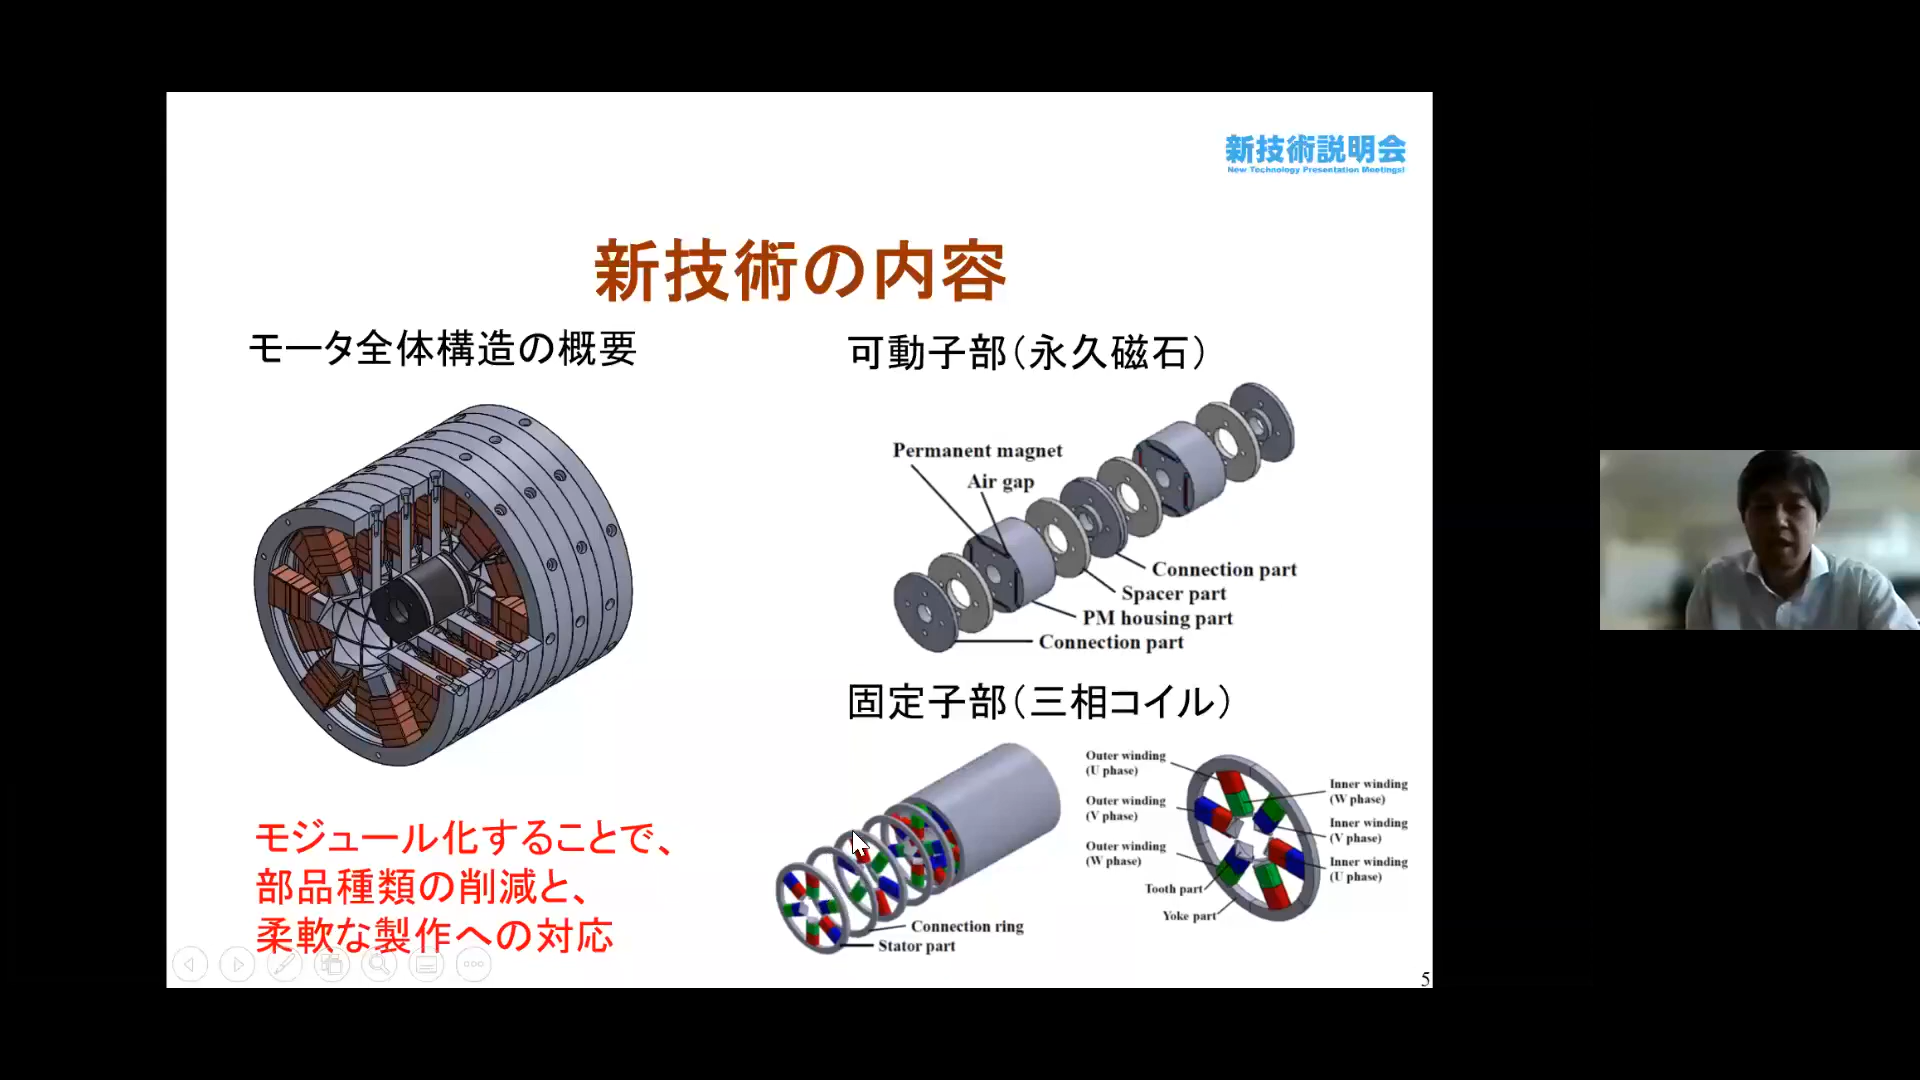 新技術説明会
New Technology Presentation Meetings!
新技術の内容
モータ全体構造の概要
可動子部（永久磁石）
Permanent magnet
Air gap
Connection part
Spacer part
PM housing part
Connection part
固定子部（三相コイル）
Outer winding
(U phase)
Outer winding
(V phase)
Outer winding
(W phase)
Tooth part
Yoke part
Inner winding
(W phase)
Inner winding
(V phase)
Inner winding
(U phase)
Connection ring
Stator part
モジュール化することで、
部品種類の削減と、
柔軟な製作への対応
5